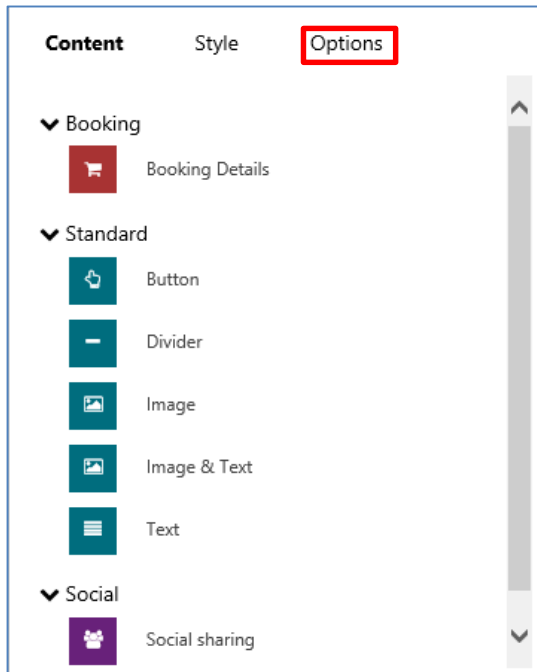 Content Style Options
Booking
Booking Details
Standard
Button
Divider
Image
Image & Text
Text
Social
Social sharing